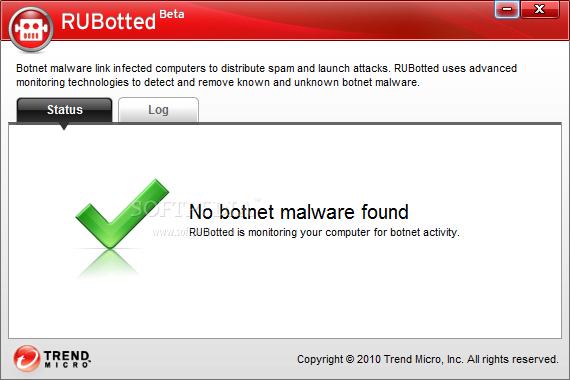 RUBotted Beta
Botnet malware link infected computers to distribute spam and launch attacks. RUBotted uses advanced
monitoring technologies to detect and remove known and unknown botnet malware.
Status Log
No botnet malware found
RUBotted is monitoring your computer for botnet activity.
TREND
MICRO™
Copyright © 2010 Trend Micro, Inc. All rights reserved.